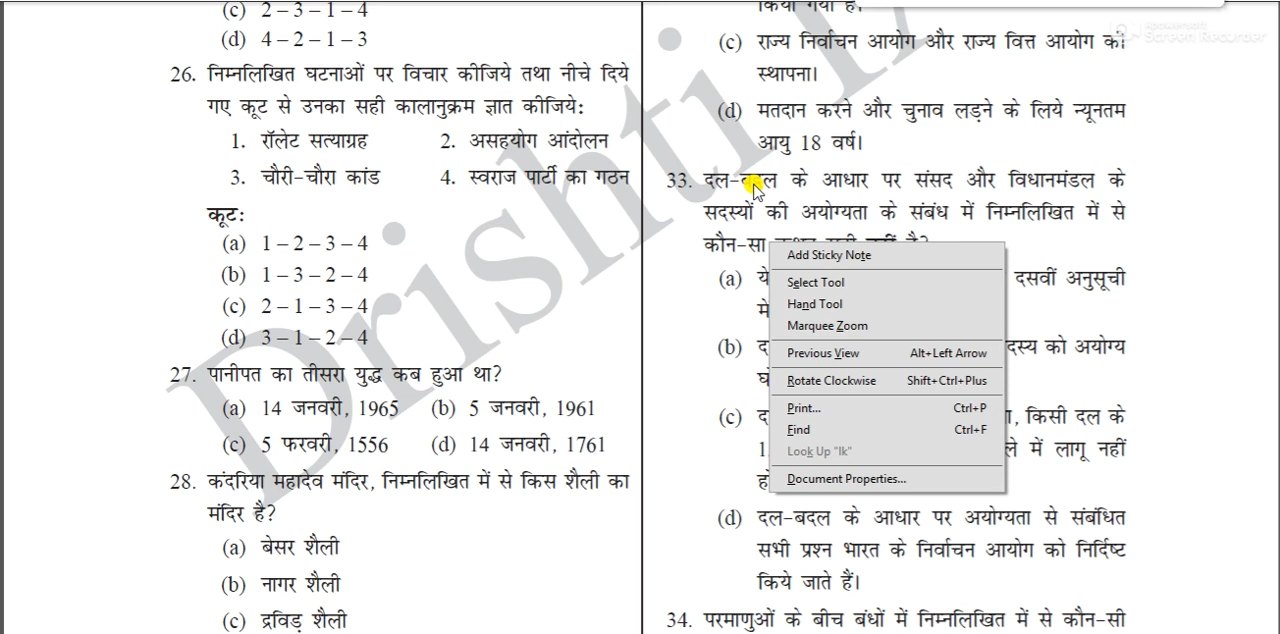 (c) 2 – 3 – 1 – 4
(d) 4 – 2 – 1 – 3
26. निम्नलिखित घटनाओं पर विचार कीजिये तथा नीचे दिये
गए कूट से उनका सही कालानुक्रम ज्ञात कीजिये:
1. रॉलेट सत्याग्रह 2. असहयोग आंदोलन
3. चौरी-चौरा कांड 4. स्वराज पार्टी का गठन
कूट:
(a) 1 – 2 – 3 – 4
(b) 1 – 3 – 2 – 4
(c) 2 – 1 – 3 – 4
(d) 3 – 1 – 2 – 4
27. पानीपत का तीसरा युद्ध कब हुआ था?
(a) 14 जनवरी, 1965 (b) 5 जनवरी, 1961
(c) 5 फरवरी, 1556 (d) 14 जनवरी, 1761
28. कंदरिया महादेव मंदिर, निम्नलिखित में से किस शैली का
मंदिर है?
(a) बेसर शैली
(b) नागर शैली
(c) द्रविड़ शैली
किया गया है।
(c) राज्य निर्वाचन आयोग और राज्य वित्त आयोग की
स्थापना।
(d) मतदान करने और चुनाव लड़ने के लिये न्यूनतम
आयु 18 वर्ष।
33. दल-बदल के आधार पर संसद और विधानमंडल के
सदस्यों की अयोग्यता के संबंध में निम्नलिखित में से
कौन-सा
(a) ये दसवीं अनुसूची
(b) अयोग्य
(c) किसी दल के
में लागू नहीं
(d) दल-बदल के आधार पर अयोग्यता से संबंधित
सभी प्रश्न भारत के निर्वाचन आयोग को निर्दिष्ट
किये जाते हैं।
34. परमाणुओं के बीच बंधों में निम्नलिखित में से कौन-सी
Add Sticky Note
Select Tool
Hand Tool
Marquee Zoom
Previous View Alt+Left Arrow
Rotate Clockwise Shift+Ctrl+Plus
Print... Ctrl+P
Find Ctrl+F
Look Up "lk"
Document Properties...
Drishti
Apowersoft
Screen Recorder